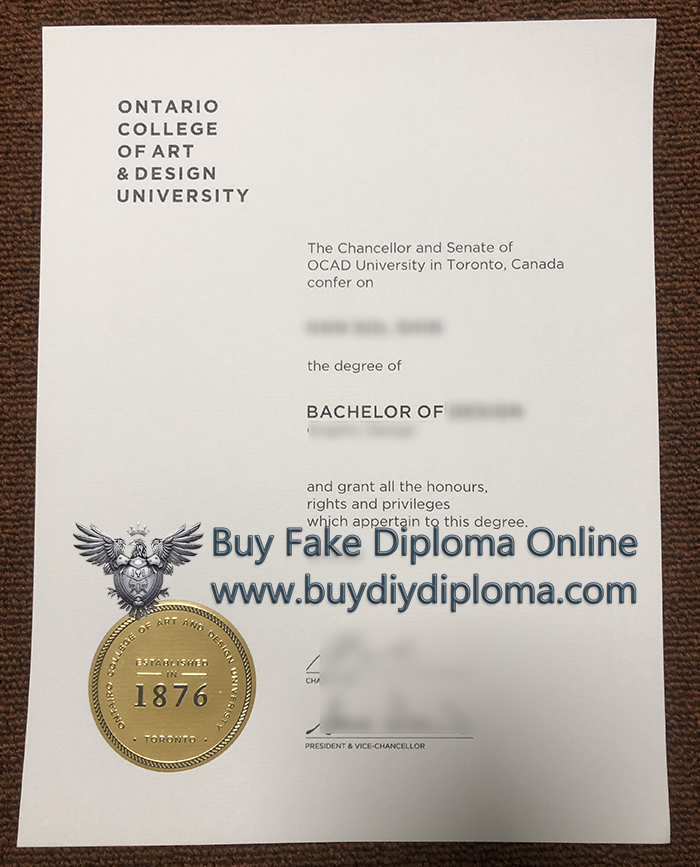 ONTARIO
COLLEGE
OF ART
& DESIGN
UNIVERSITY
The Chancellor and Senate of
OCAD University in Toronto, Canada
confer on
the degree of
BACHELOR OF
and grant all the honours,
rights and privileges
which appertain to this degree.
Buy Fake Diploma Online
www.buydiydiploma.com
ONTAIRO COLLEGE OF ART AND DESIGN UNIVERSITY
ESTABLISHED
IN
1876
• TORONTO •
CHA
PRESIDENT & VICE-CHANCELLOR